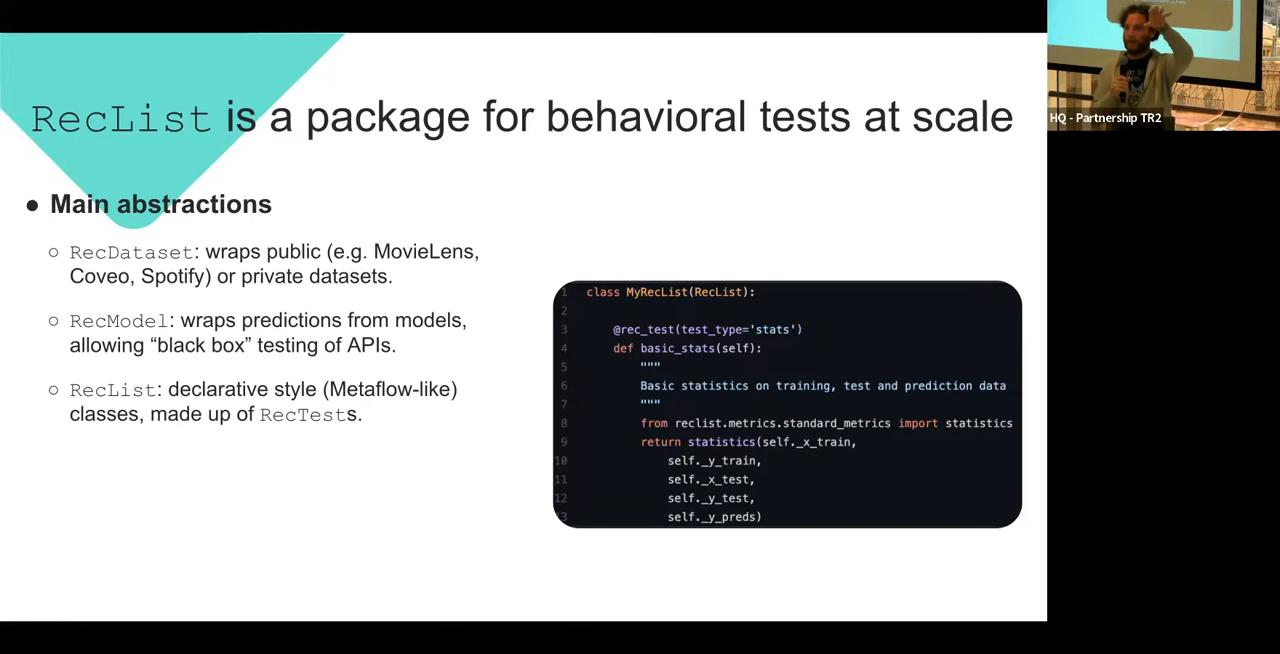 RecList is a package for behavioral tests at scale
HQ - Partnership TR2
● Main abstractions
○ RecDataset: wraps public (e.g. MovieLens,
Coveo, Spotify) or private datasets.
○ RecModel: wraps predictions from models,
allowing “black box” testing of APIs.
○ RecList: declarative style (Metaflow-like)
classes, made up of RecTests.
1 class MyRecList(RecList):
2
3 @rec_test(test_type='stats')
4 def basic_stats(self):
5 """
6 Basic statistics on training, test and prediction data
7 """
8 from reclist.metrics.standard_metrics import statistics
9 return statistics(self._x_train,
10 self._y_train,
11 self._x_test,
12 self._y_test,
3 self._y_preds)